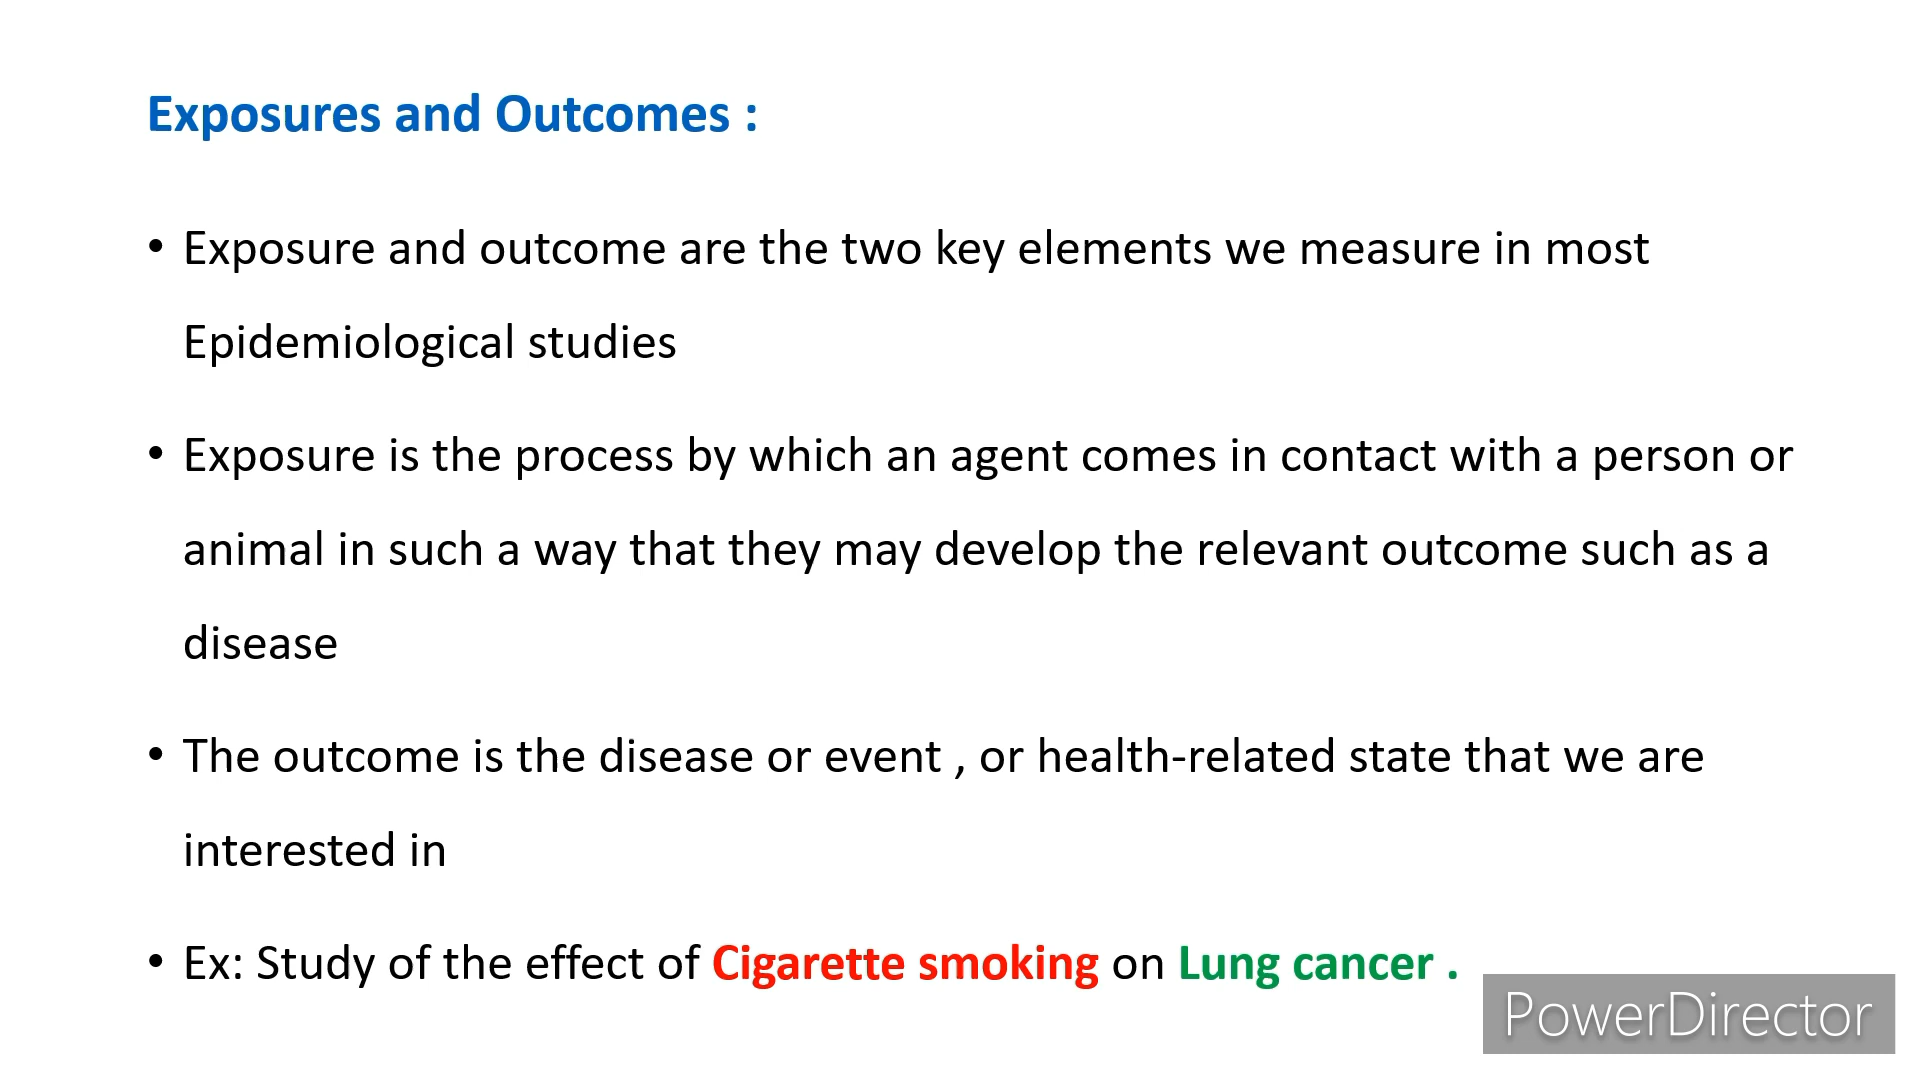 Exposures and Outcomes :
• Exposure and outcome are the two key elements we measure in most
Epidemiological studies
• Exposure is the process by which an agent comes in contact with a person or
animal in such a way that they may develop the relevant outcome such as a
disease
• The outcome is the disease or event , or health-related state that we are
interested in
• Ex: Study of the effect of Cigarette smoking on Lung cancer .
PowerDirector